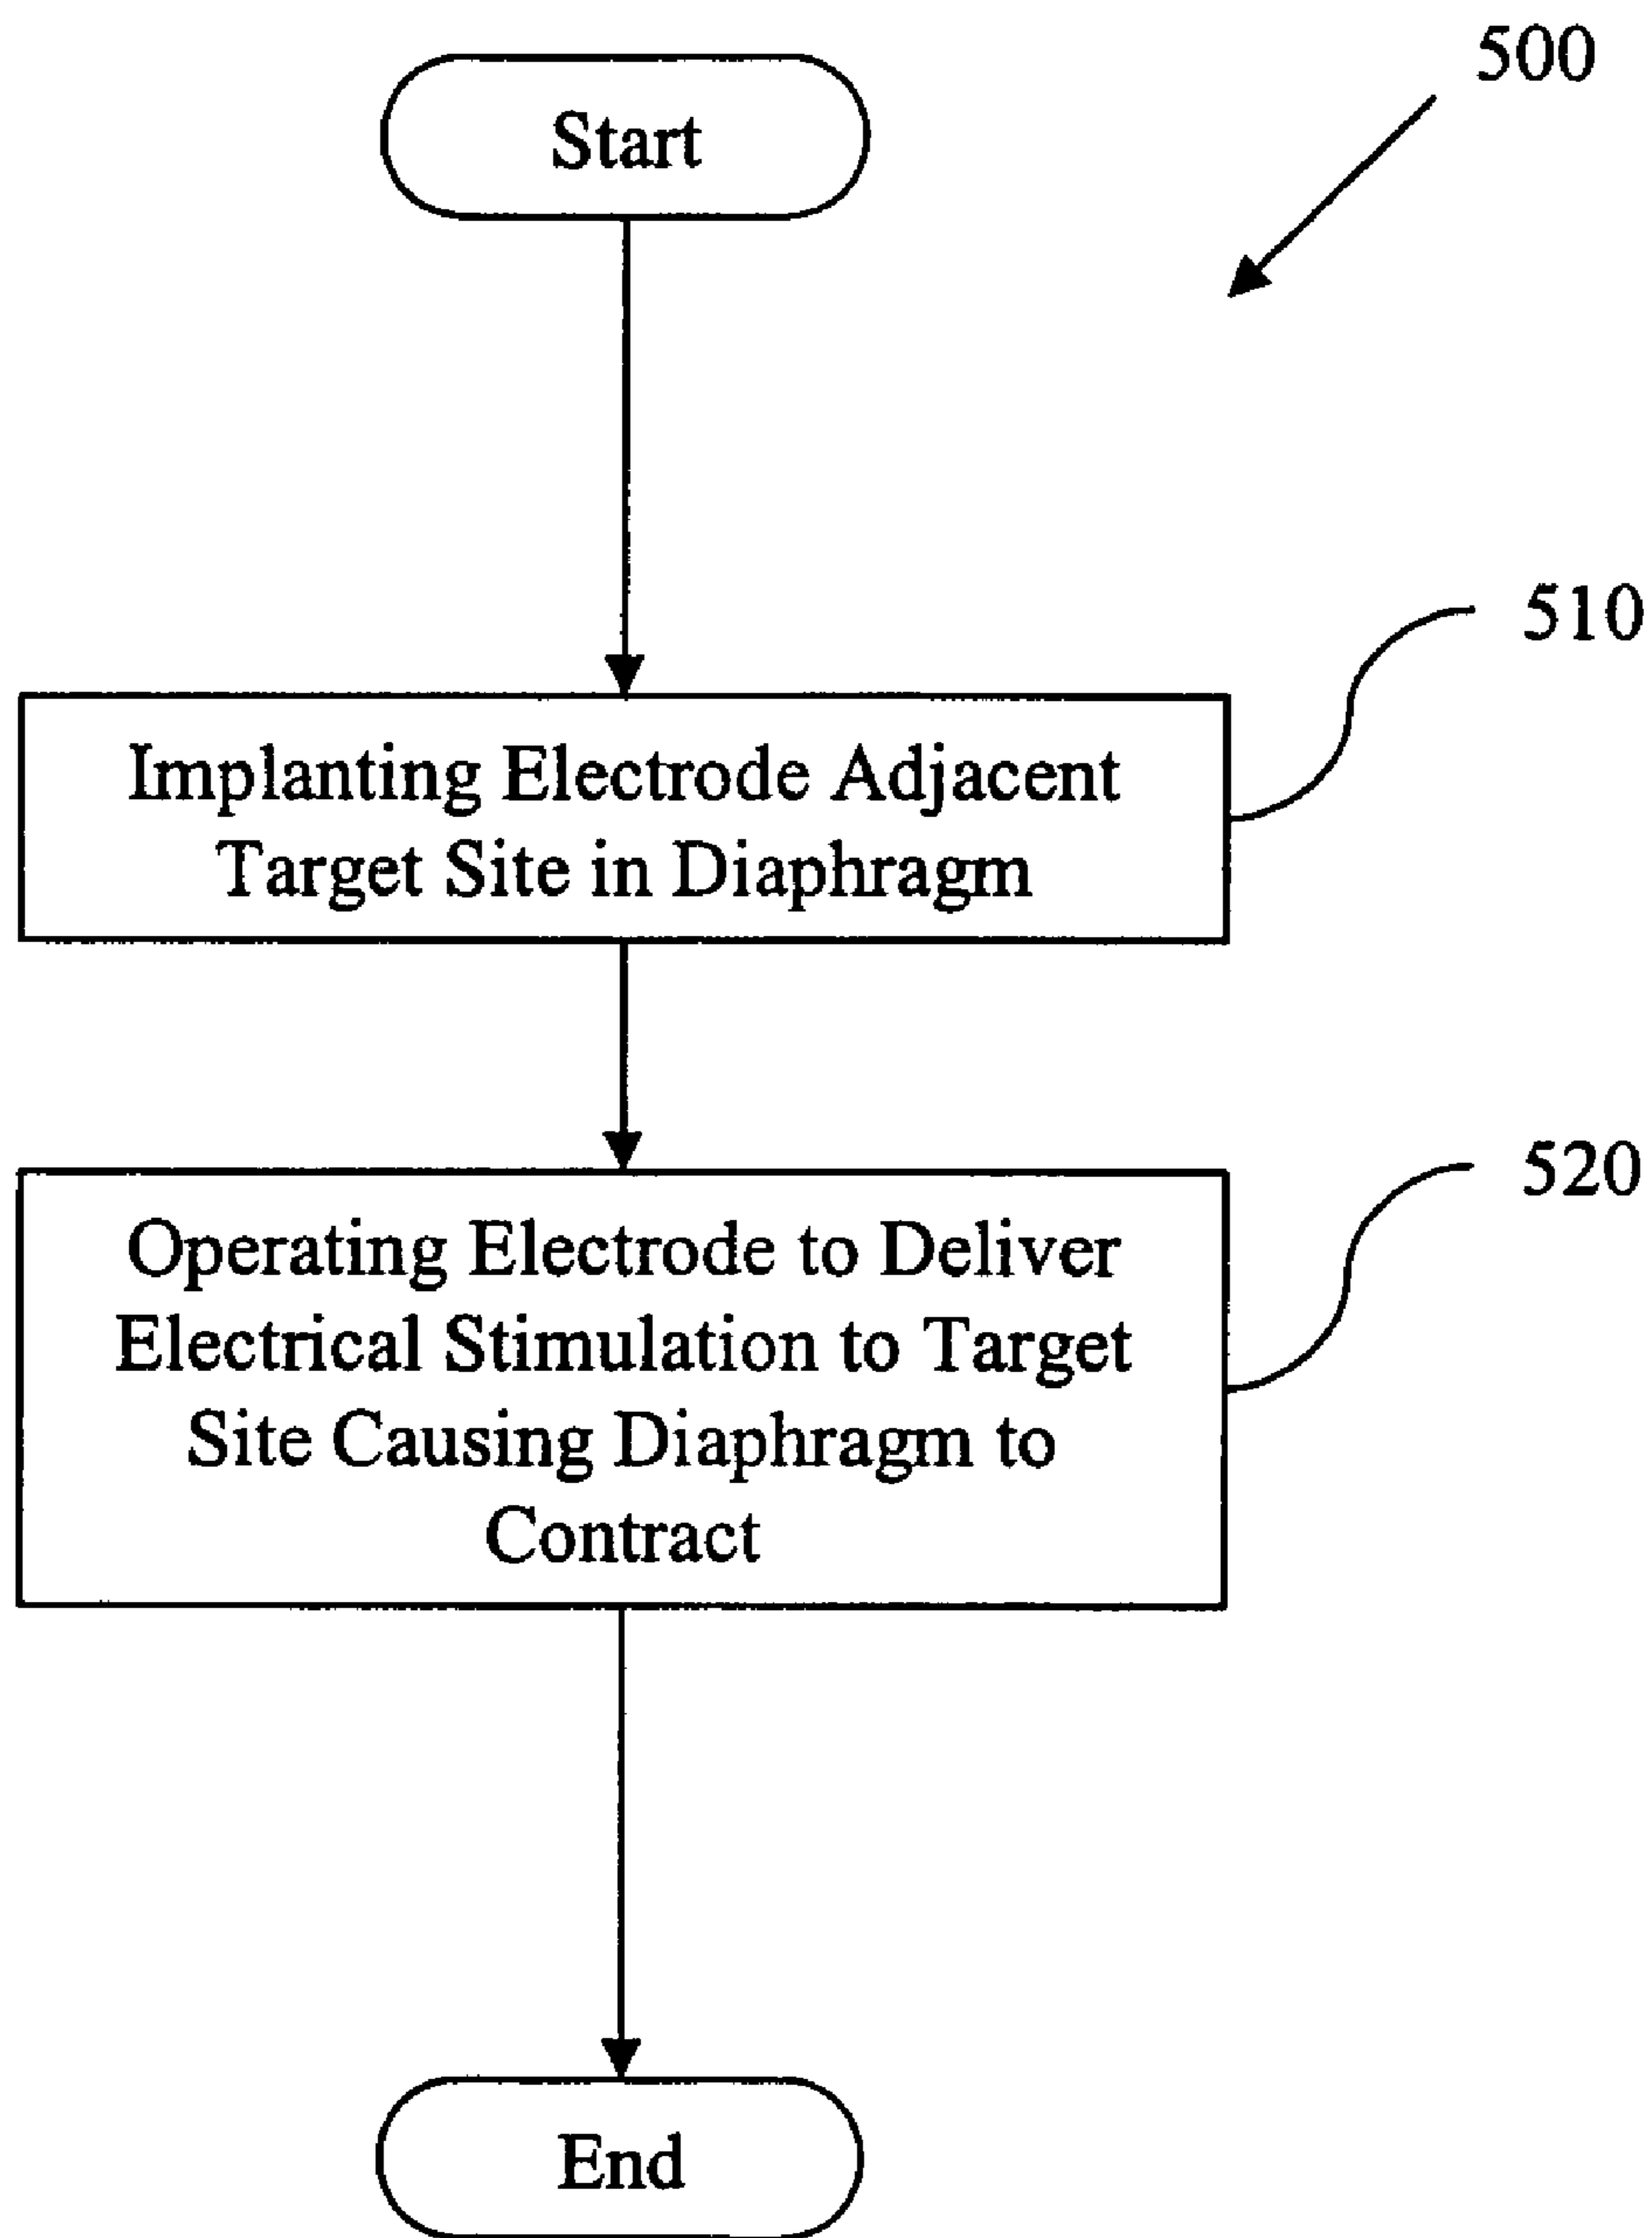 500
Start
510
Implanting Electrode Adjacent
Target Site in Diaphragm
520
Operating Electrode to Deliver
Electrical Stimulation to Target
Site Causing Diaphragm to
Contract
End